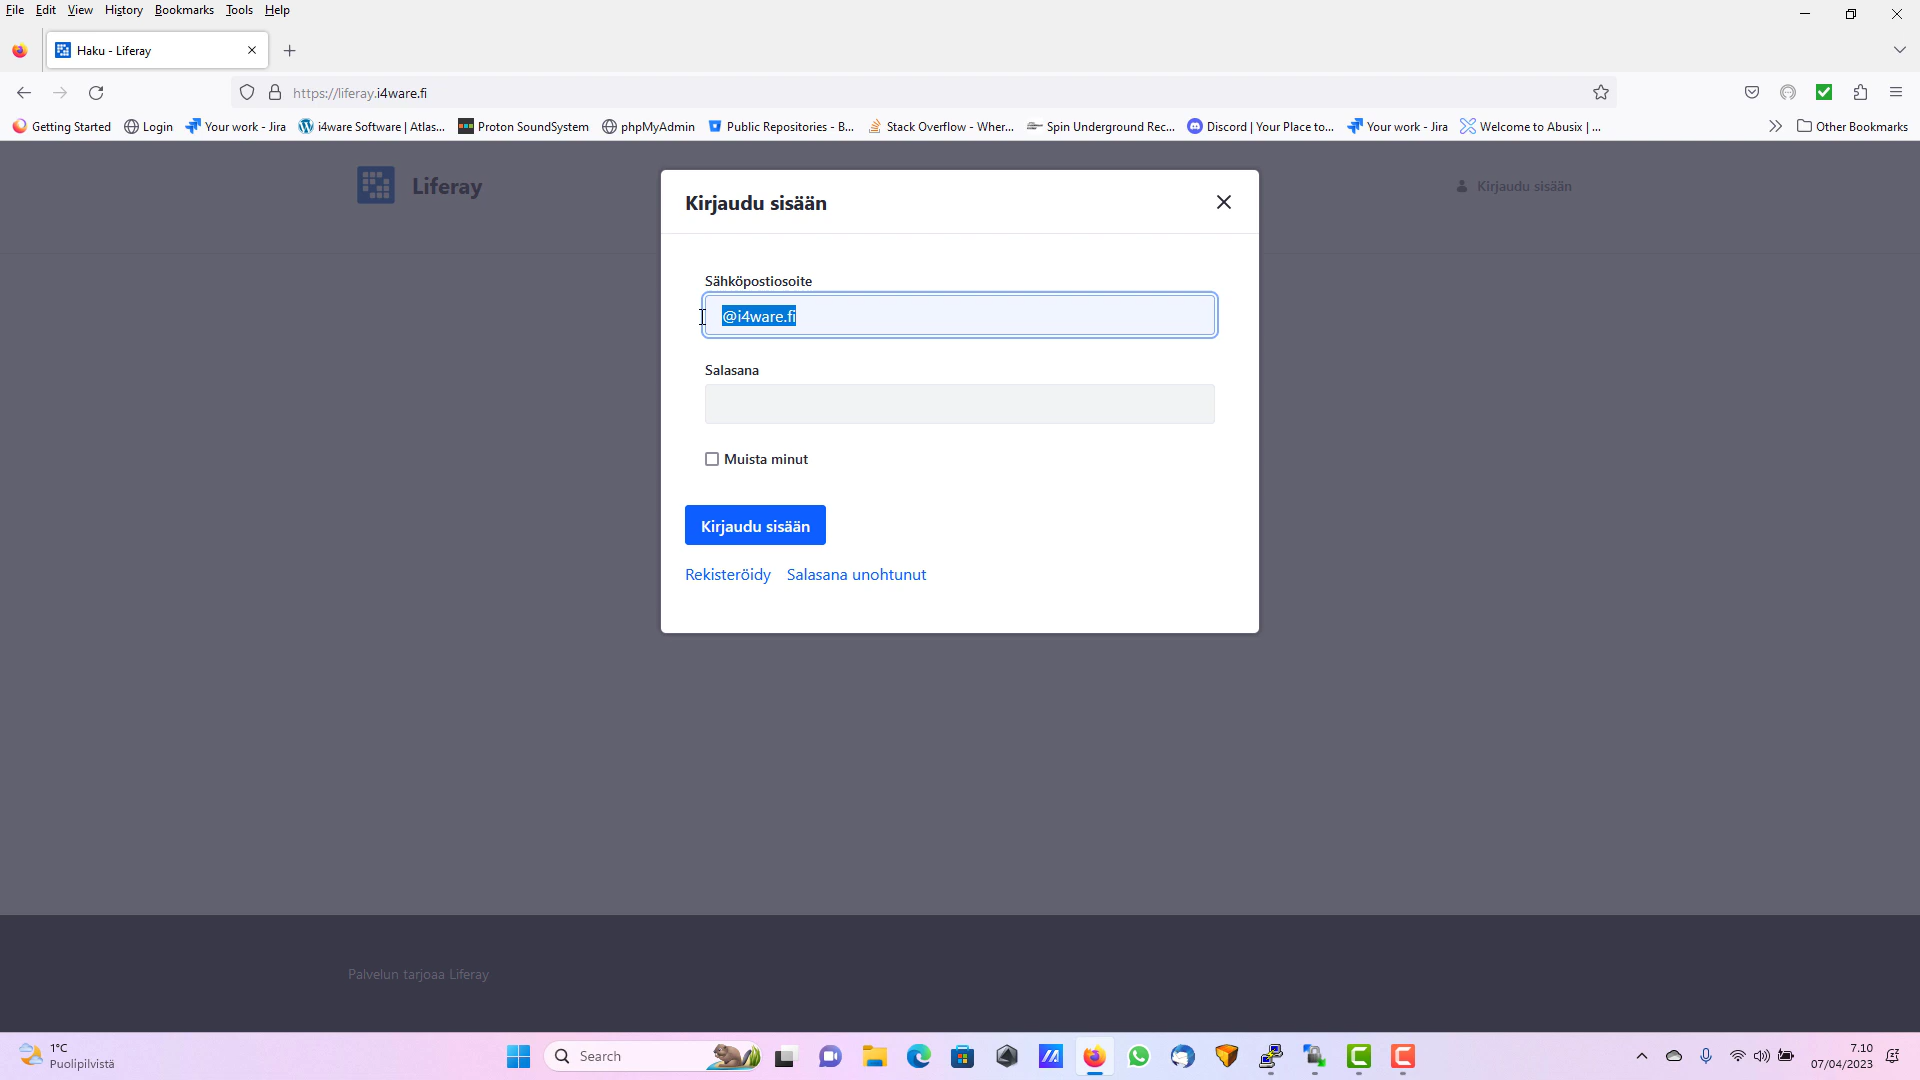 File Edit View History Bookmarks Tools Help
Haku - Liferay
https://liferay.i4ware.fi
Getting Started Login Your work - Jira i4ware Software | Atlas... Proton SoundSystem phpMyAdmin Public Repositories - B... Stack Overflow - Wher... Spin Underground Rec... Discord | Your Place to... Your work - Jira Welcome to Abusix | ... Other Bookmarks
Liferay
Kirjaudu sisään
Kirjaudu sisään
Sähköpostiosoite
@i4ware.fi
Salasana
Muista minut
Kirjaudu sisään
Rekisteröidy Salasana unohtunut
Palvelun tarjoaa Liferay
1°C
Puolipilvistä
Search
7.10
07/04/2023